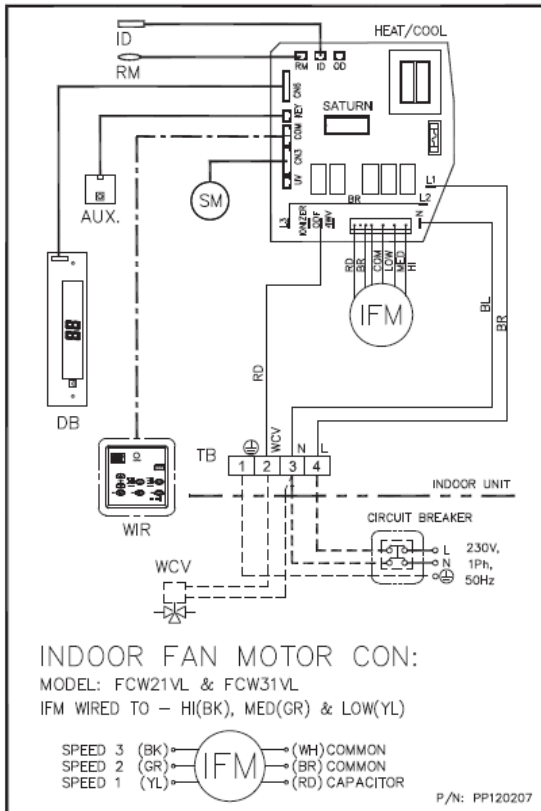 ID
RM
HEAT/COOL
RM ID OD
CN6
KEY
COM
CN3
UV
SATURN
AUX.
SM
L1
L2
BR
L3
IONIZER
ODF
N
RD
BR
COM
LOW
MED
HI
IFM
BL
BR
RD
DB
WIR
WCV N L
TB 1 2 3 4
INDOOR UNIT
CIRCUIT BREAKER
L 230V,
N 1Ph,
50Hz
WCV
INDOOR FAN MOTOR CON:
MODEL: FCW21VL & FCW31VL
IFM WIRED TO – HI(BK), MED(GR) & LOW(YL)
SPEED 3 (BK) (WH) COMMON
SPEED 2 (GR) IFM (BR) COMMON
SPEED 1 (YL) (RD) CAPACITOR
P/N: PP120207